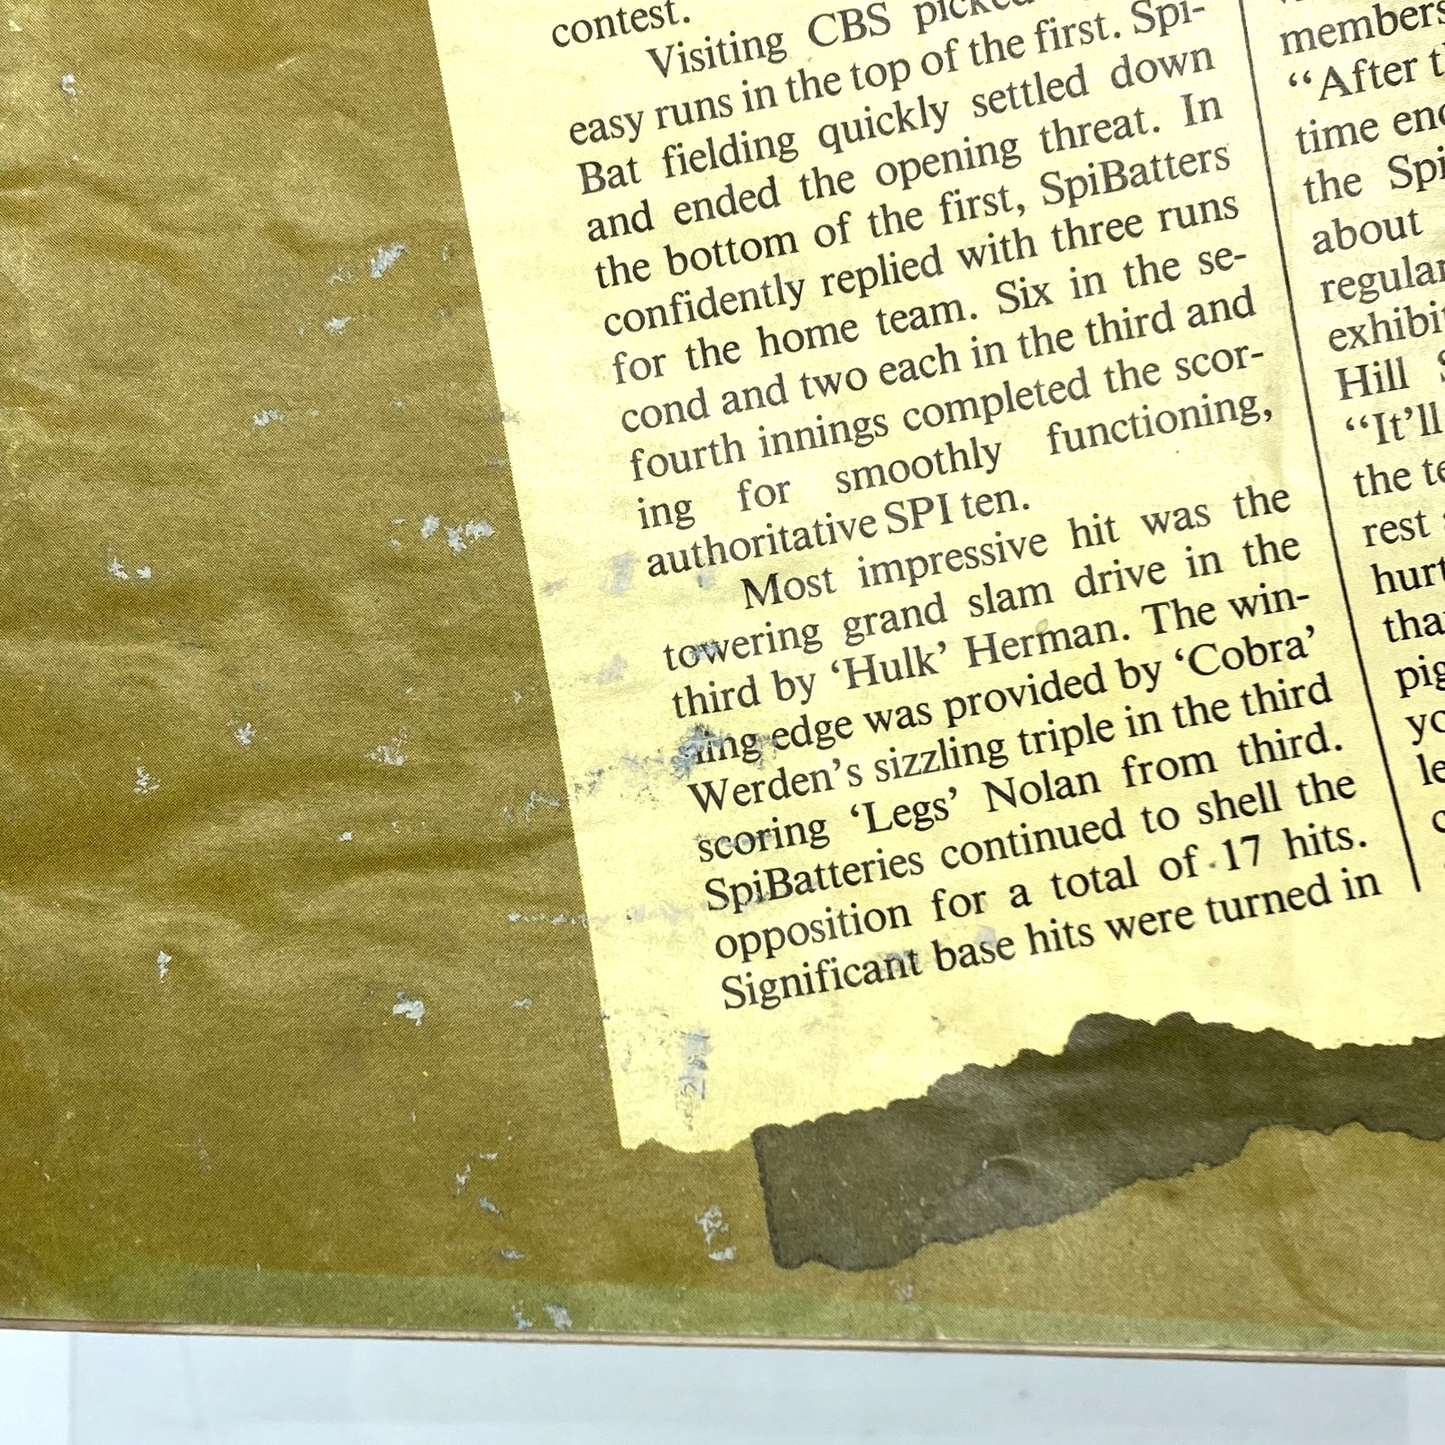 contest.
Visiting CBS picked
easy runs in the top of the first. Spi-
Bat fielding quickly settled down
and ended the opening threat. In
the bottom of the first, SpiBatters
confidently replied with three runs
for the home team. Six in the se-
cond and two each in the third and
fourth innings completed the scor-
ing for smoothly functioning,
authoritative SPI ten.
Most impressive hit was the
towering grand slam drive in the
third by ‘Hulk’ Herman. The win-
ning edge was provided by ‘Cobra’
Werden’s sizzling triple in the third
scoring ‘Legs’ Nolan from third.
SpiBatteries continued to shell the
opposition for a total of 17 hits.
Significant base hits were turned in
members
“After
time
the
about
regular
Hill
“It’ll
the
rest